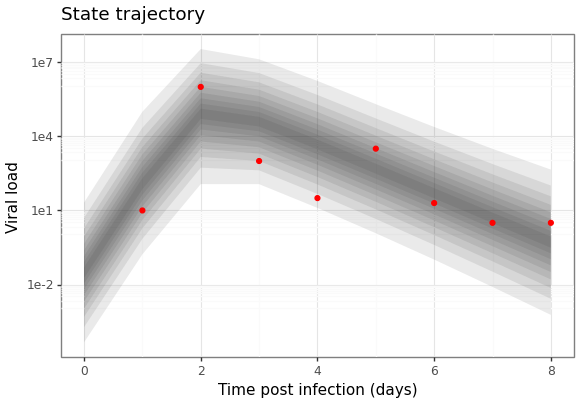 State trajectory
1e7
1e4
1e1
1e-2
Viral load
0 2 4 6 8
Time post infection (days)